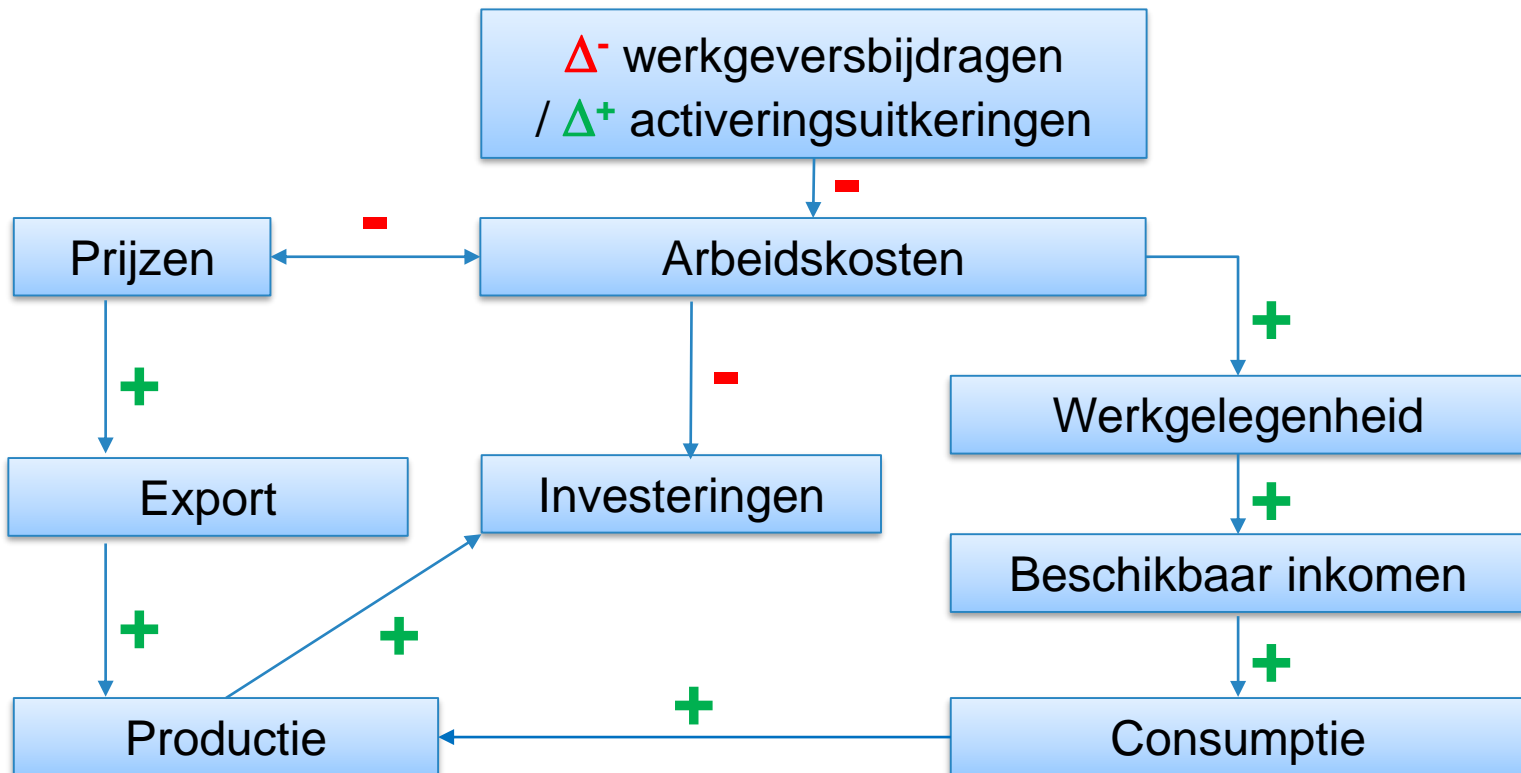 Δ- werkgeversbijdragen
/ Δ+ activeringsuitkeringen
-
-
Prijzen
Arbeidskosten
+
+
-
Werkgelegenheid
Export
Investeringen
+
Beschikbaar inkomen
+
+
+
+
Productie
Consumptie